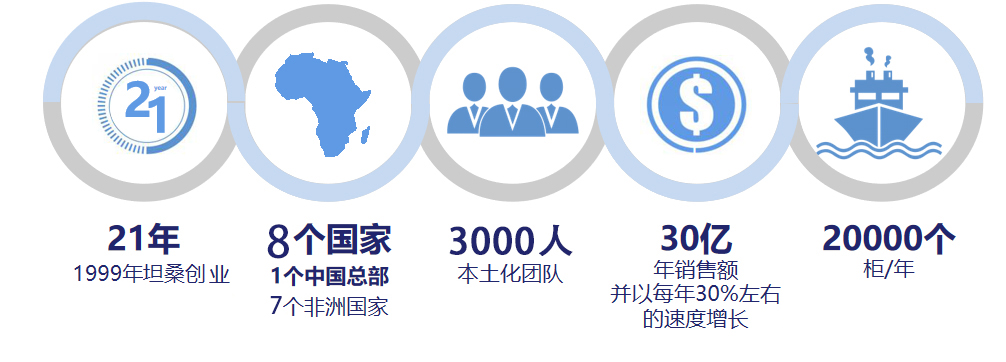 21
year
21年
1999年坦桑创业
8个国家
1个中国总部
7个非洲国家
3000人
本土化团队
$
30亿
年销售额
并以每年30%左右
的速度增长
20000个
柜/年